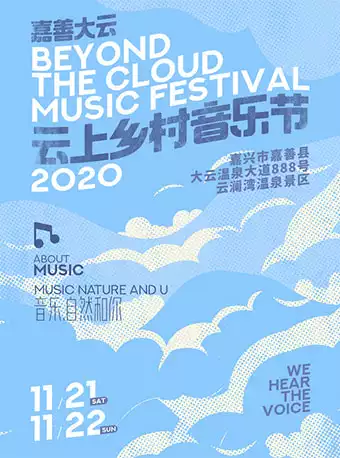 嘉善大云
BEYOND
THE CLOUD
MUSIC FESTIVAL
云上乡村音乐节
2020
嘉兴市嘉善县
大云温泉大道888号
云澜湾温泉景区
ABOUT
MUSIC
MUSIC NATURE AND U
音乐,自然和你
11/21 SAT
11/22 SUN
WE
HEAR
THE
VOICE